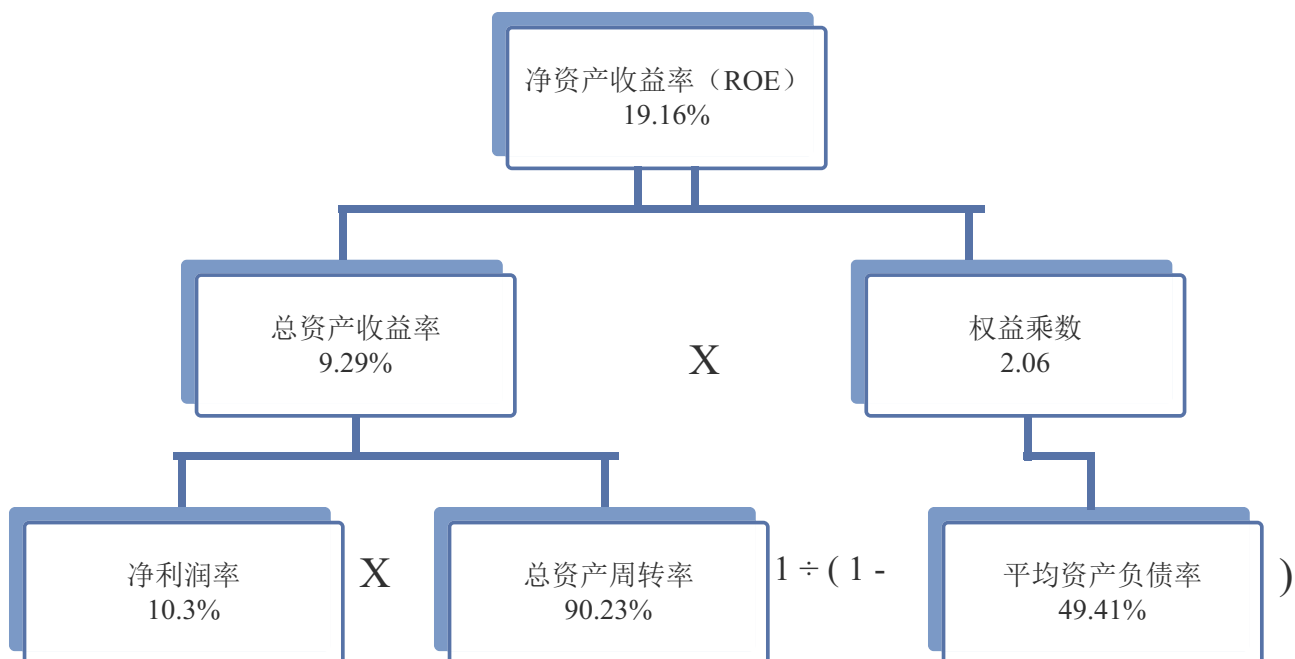 净资产收益率（ROE）
19.16%
总资产收益率
9.29%
X
权益乘数
2.06
净利润率
10.3%
X
总资产周转率
90.23%
1 ÷ ( 1 -
平均资产负债率
49.41%
)